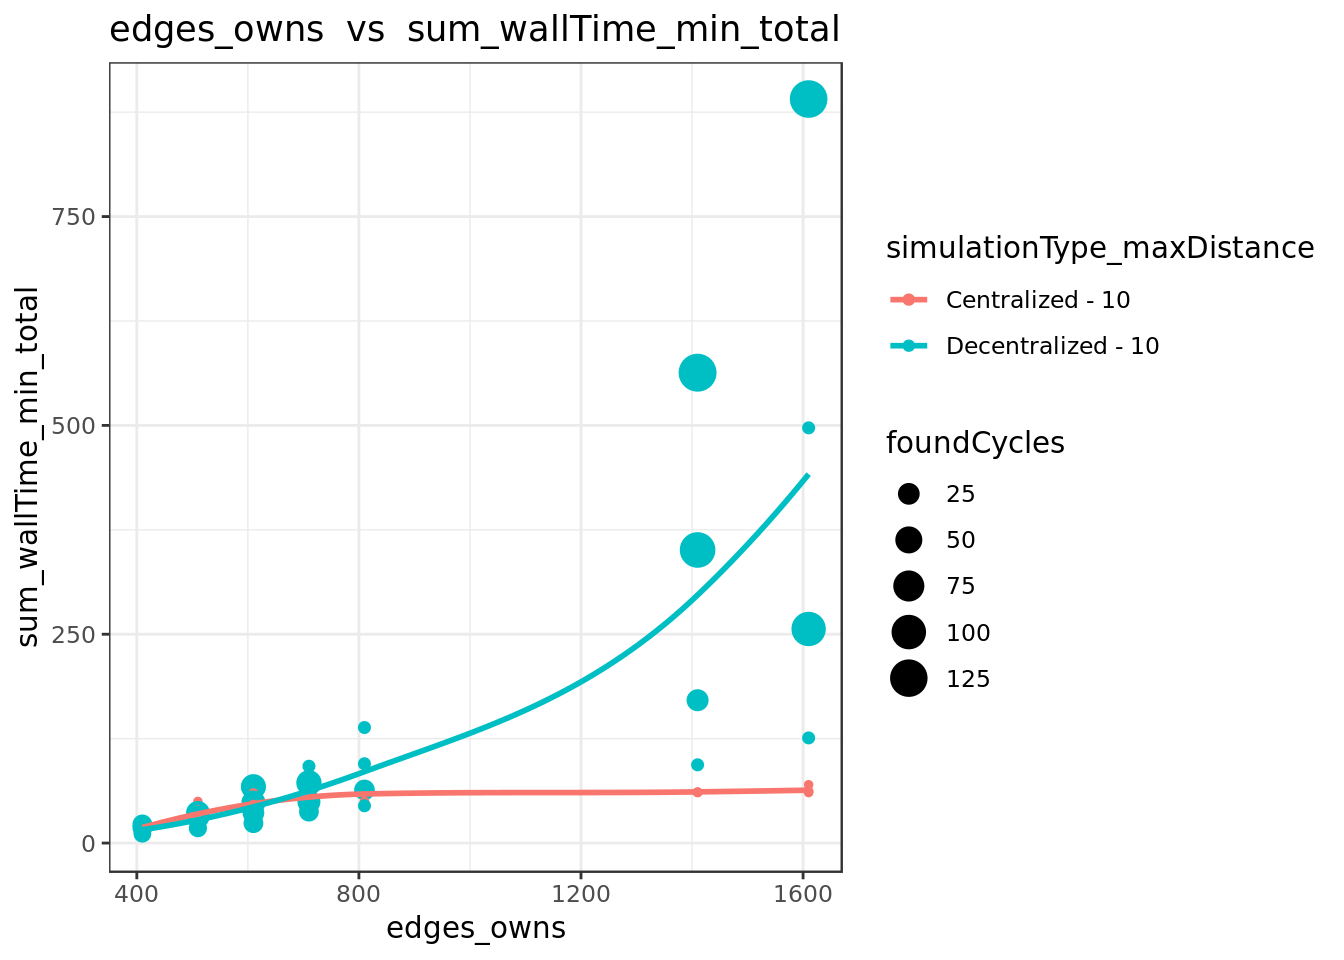 edges_owns  vs  sum_wallTime_min_total
sum_wallTime_min_total
750
500
250
0
400
800
1200
1600
edges_owns
simulationType_maxDistance
Centralized - 10
Decentralized - 10
foundCycles
25
50
75
100
125